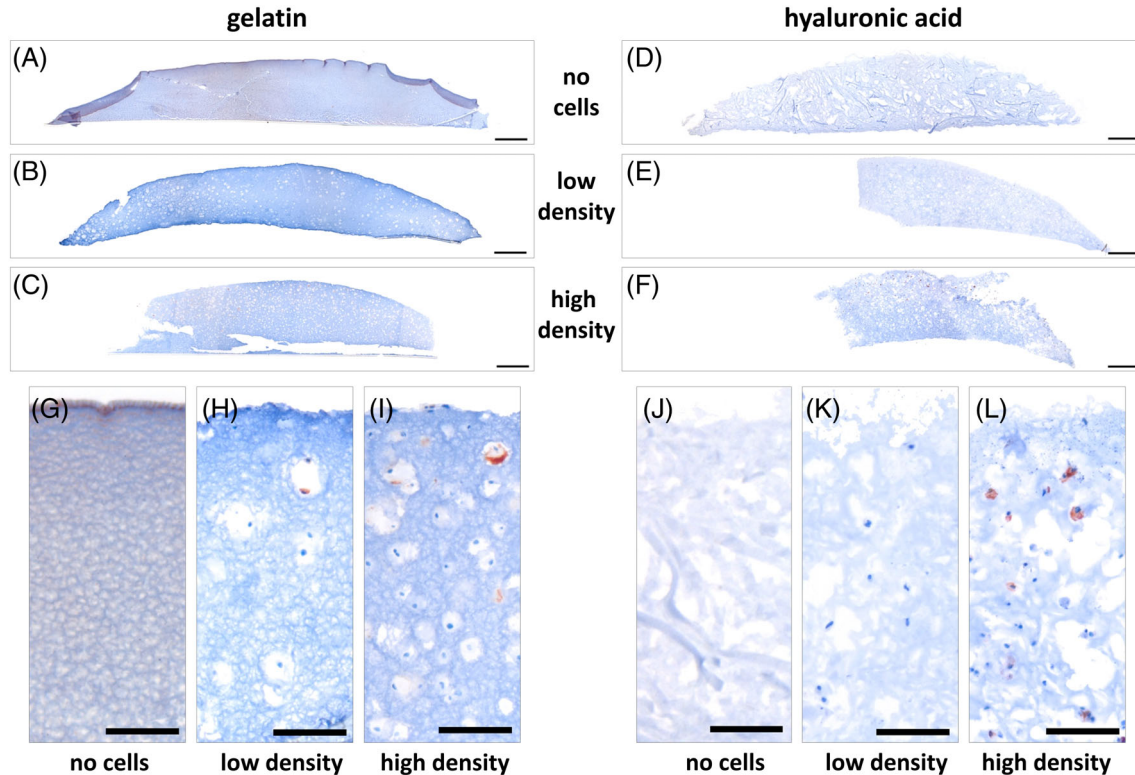 gelatin
hyaluronic acid
(A)
no
cells
(D)
(B)
low
density
(E)
(C)
high
density
(F)
(G)
(H)
(I)
(J)
(K)
(L)
no cells
low density
high density
no cells
low density
high density